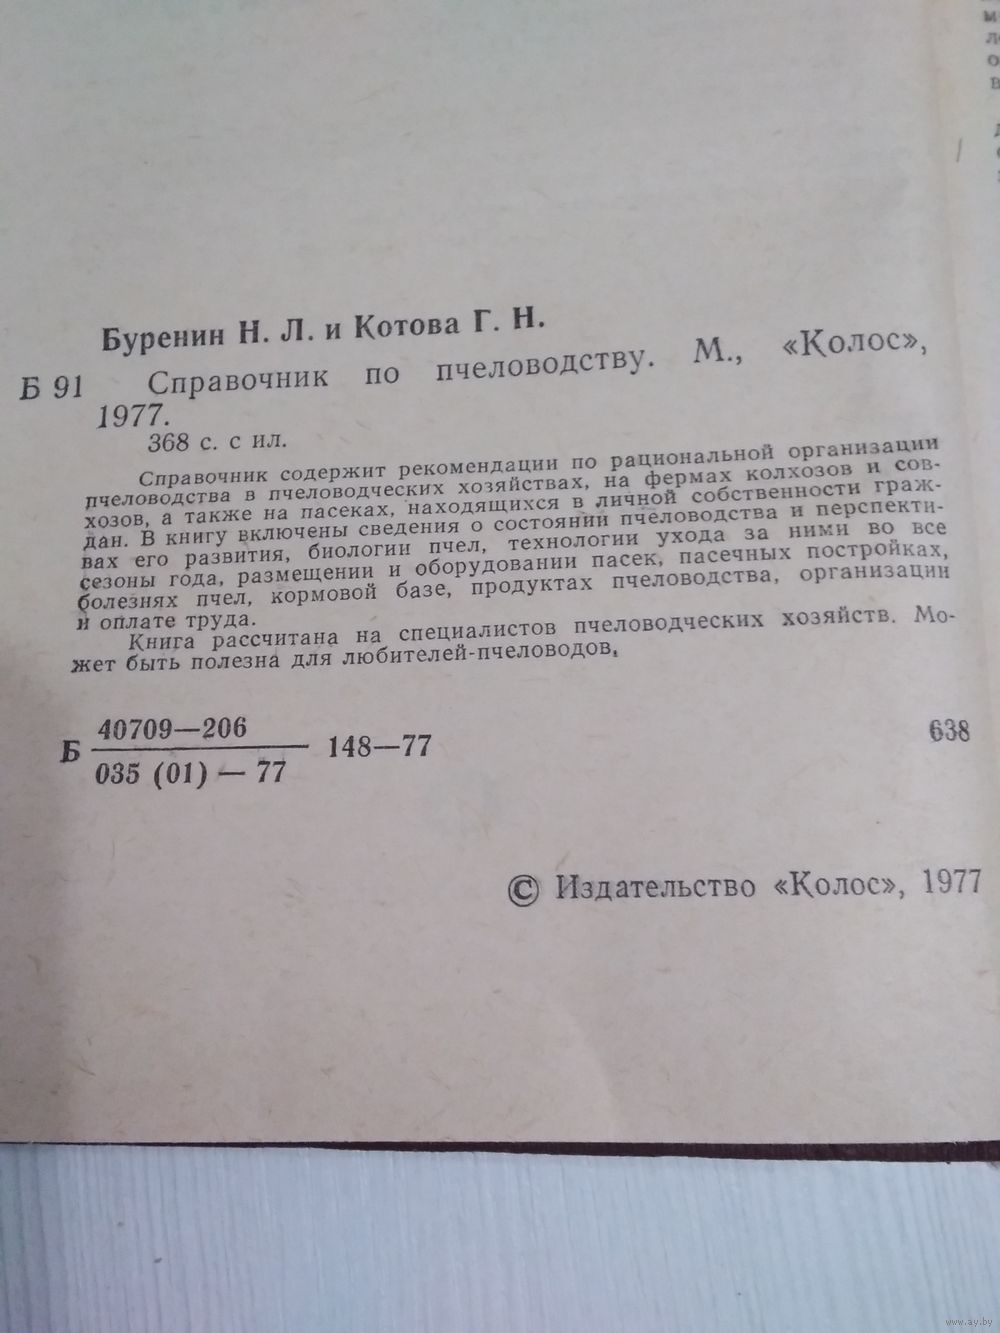 Буренин Н. Л. и Котова Г. Н.
Б 91 Справочник по пчеловодству. М., «Колос»,
1977.
368 с. с ил.
Справочник содержит рекомендации по рациональной организации
пчеловодства в пчеловодческих хозяйствах, на фермах колхозов и сов-
хозов, а также на пасеках, находящихся в личной собственности граж-
дан. В книгу включены сведения о состоянии пчеловодства и перспекти-
вах его развития, биологии пчел, технологии ухода за ними во все
сезоны года, размещении и оборудовании пасек, пасечных постройках,
болезнях пчел, кормовой базе, продуктах пчеловодства, организации
и оплате труда.
Книга рассчитана на специалистов пчеловодческих хозяйств. Мо-
жет быть полезна для любителей-пчеловодов.
40709—206
Б 148—77 638
035 (01) — 77
© Издательство «Колос», 1977
www.ay.by